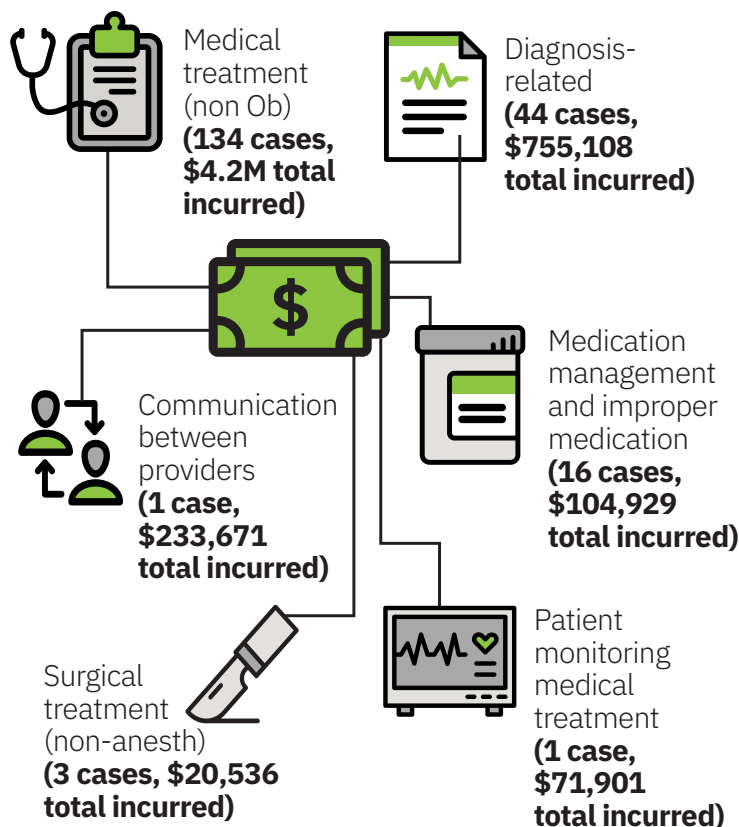 Medical
treatment
(non Ob)
(134 cases,
$4.2M total
incurred)
Diagnosis-
related
(44 cases,
$755,108
total incurred)
$
Communication
between
providers
(1 case,
$233,671
total incurred)
Medication
management
and improper
medication
(16 cases,
$104,929
total incurred)
Surgical
treatment
(non-anesth)
(3 cases, $20,536
total incurred)
Patient
monitoring
medical
treatment
(1 case,
$71,901
total incurred)